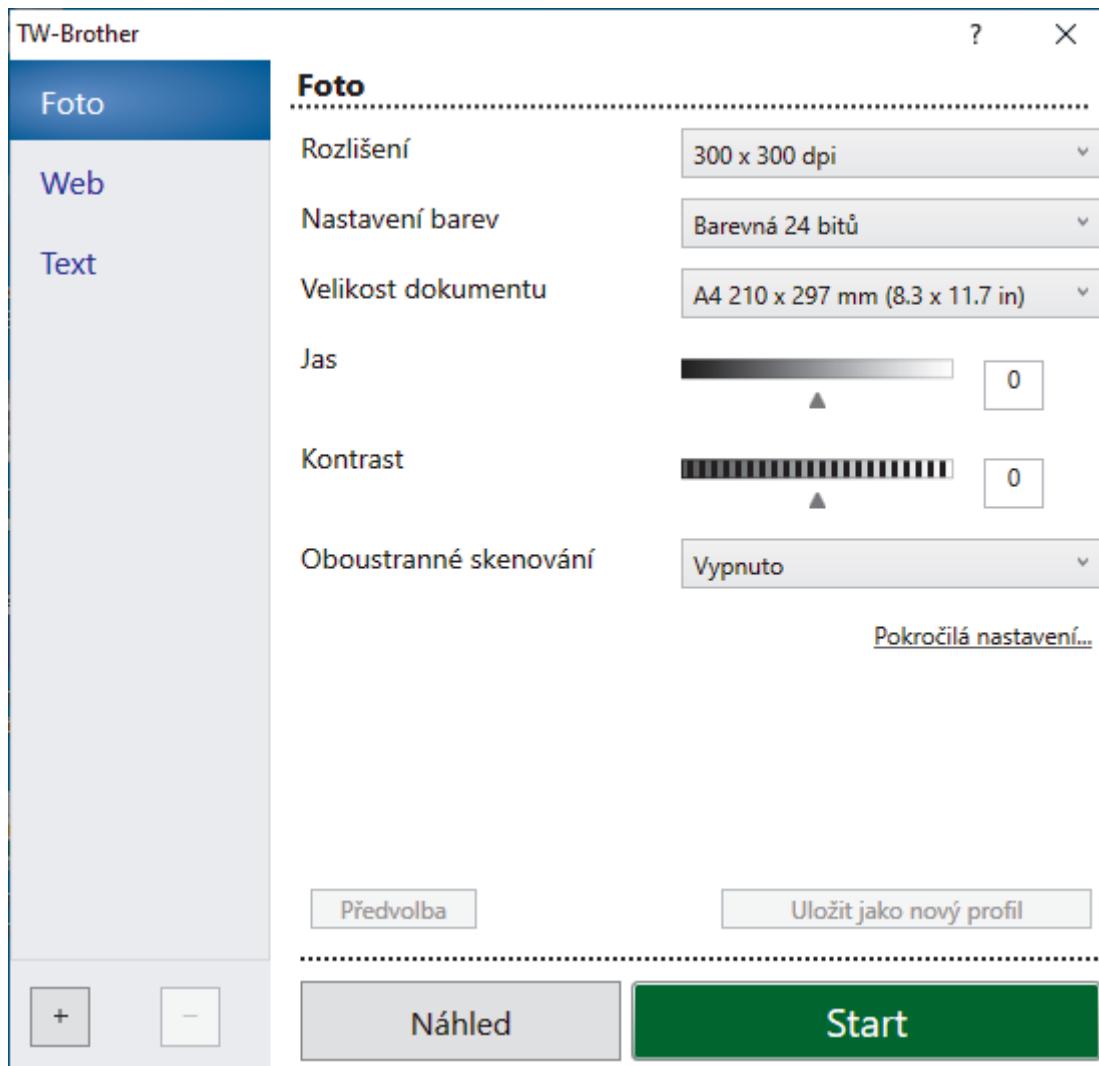 TW-Brother ? ×
Foto
Web
Text
+ −
Foto
Rozlišení 300 x 300 dpi
Nastavení barev Barevná 24 bitů
Velikost dokumentu A4 210 x 297 mm (8.3 x 11.7 in)
Jas 0
Kontrast 0
Oboustranné skenování Vypnuto
Pokročilá nastavení...
Předvolba Uložit jako nový profil
Náhled Start